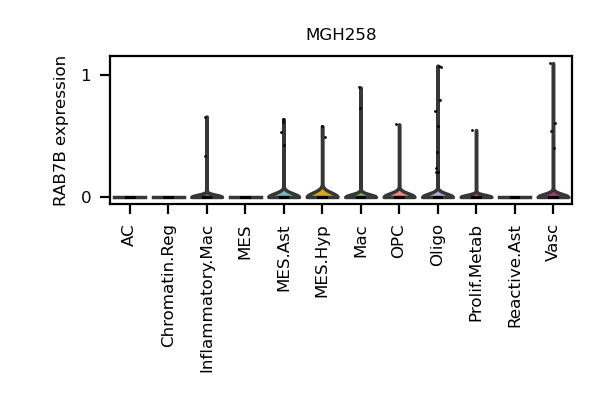 MGH258
RAB7B expression
1
0
AC
Chromatin.Reg
Inflammatory.Mac
MES
MES.Ast
MES.Hyp
Mac
OPC
Oligo
Prolif.Metab
Reactive.Ast
Vasc